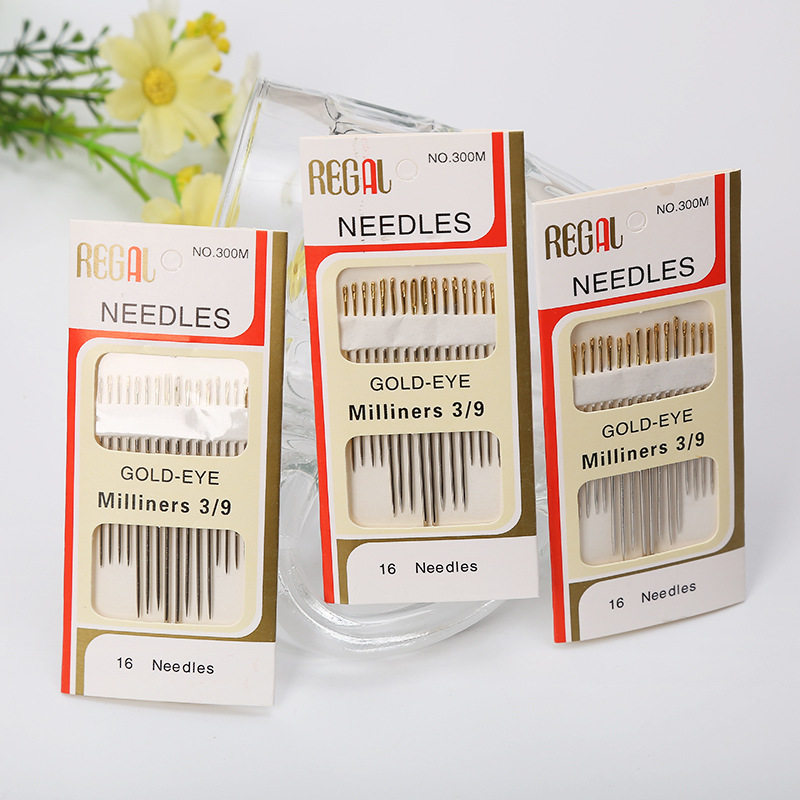 REGAL NO.300M
NEEDLES
GOLD-EYE
Milliners 3/9
16 Needles
REGAL NO.300M
NEEDLES
GOLD-EYE
Milliners 3/9
16 Needles
REGAL NO.300M
NEEDLES
GOLD-EYE
Milliners 3/9
16 Needles